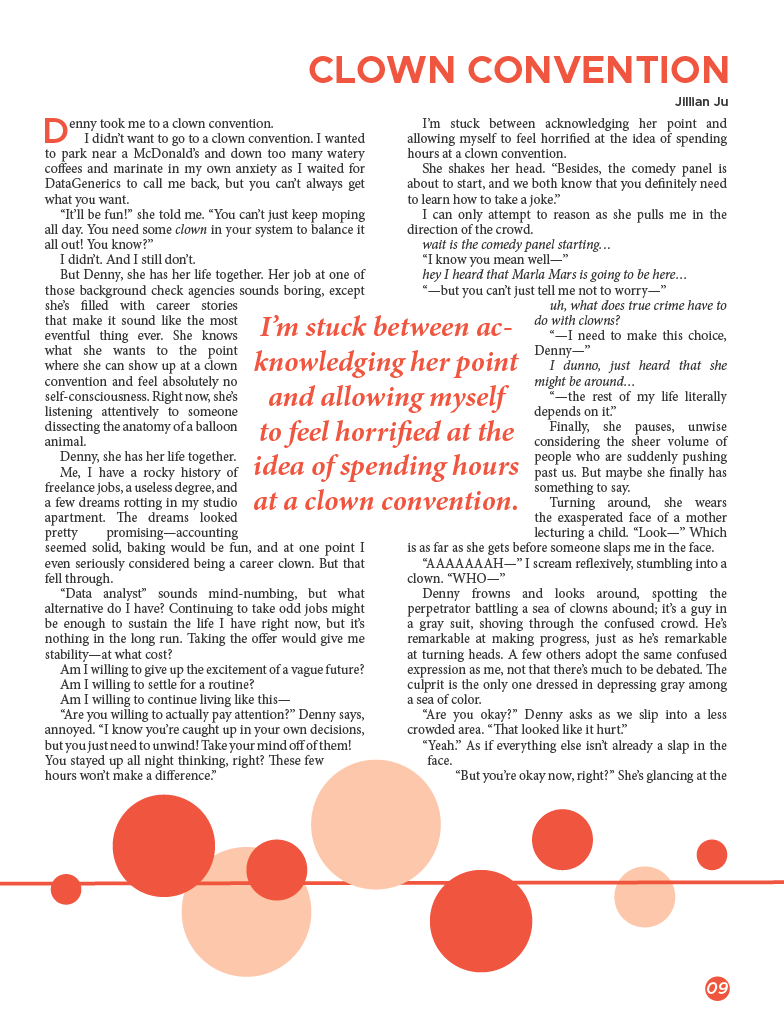 CLOWN CONVENTION
Jillian Ju
Denny took me to a clown convention.
I didn't want to go to a clown convention. I wanted
to park near a McDonald's and down too many watery
coffees and marinate in my own anxiety as I waited for
DataGenerics to call me back, but you can't always get
what you want.
“It'll be fun!” she told me. “You can't just keep moping
all day. You need some clown in your system to balance it
all out! You know?”
I didn't. And I still don't.
But Denny, she has her life together. Her job at one of
those background check agencies sounds boring, except
she's filled with career stories
that make it sound like the most
eventful thing ever. She knows
what she wants to the point
where she can show up at a clown
convention and feel absolutely no
self-consciousness. Right now, she's
listening attentively to someone
dissecting the anatomy of a balloon
animal.
Denny, she has her life together.
Me, I have a rocky history of
freelance jobs, a useless degree, and
a few dreams rotting in my studio
apartment. The dreams looked
pretty promising—accounting
seemed solid, baking would be fun, and at one point I
even seriously considered being a career clown. But that
fell through.
“Data analyst” sounds mind-numbing, but what
alternative do I have? Continuing to take odd jobs might
be enough to sustain the life I have right now, but it's
nothing in the long run. Taking the offer would give me
stability—at what cost?
Am I willing to give up the excitement of a vague future?
Am I willing to settle for a routine?
Am I willing to continue living like this—
“Are you willing to actually pay attention?” Denny says,
annoyed. “I know you're caught up in your own decisions,
but you just need to unwind! Take your mind off of them!
You stayed up all night thinking, right? These few
hours won't make a difference.”
I'm stuck between ac-
knowledging her point
and allowing myself
to feel horrified at the
idea of spending hours
at a clown convention.
I'm stuck between acknowledging her point and
allowing myself to feel horrified at the idea of spending
hours at a clown convention.
She shakes her head. “Besides, the comedy panel is
about to start, and we both know that you definitely need
to learn how to take a joke.”
I can only attempt to reason as she pulls me in the
direction of the crowd.
wait is the comedy panel starting…
“I know you mean well—”
hey I heard that Marla Mars is going to be here…
“—but you can't just tell me not to worry—”
uh, what does true crime have to
do with clowns?
“—I need to make this choice,
Denny—”
I dunno, just heard that she
might be around…
“—the rest of my life literally
depends on it.”
Finally, she pauses, unwise
considering the sheer volume of
people who are suddenly pushing
past us. But maybe she finally has
something to say.
Turning around, she wears
the exasperated face of a mother
lecturing a child. “Look—” Which
is as far as she gets before someone slaps me in the face.
“AAAAAAAH—” I scream reflexively, stumbling into a
clown. “WHO—”
Denny frowns and looks around, spotting the
perpetrator battling a sea of clowns abound; it's a guy in
a gray suit, shoving through the confused crowd. He's
remarkable at making progress, just as he's remarkable
at turning heads. A few others adopt the same confused
expression as me, not that there's much to be debated. The
culprit is the only one dressed in depressing gray among
a sea of color.
“Are you okay?” Denny asks as we slip into a less
crowded area. “That looked like it hurt.”
“Yeah.” As if everything else isn't already a slap in the
face.
“But you're okay now, right?” She's glancing at the
09